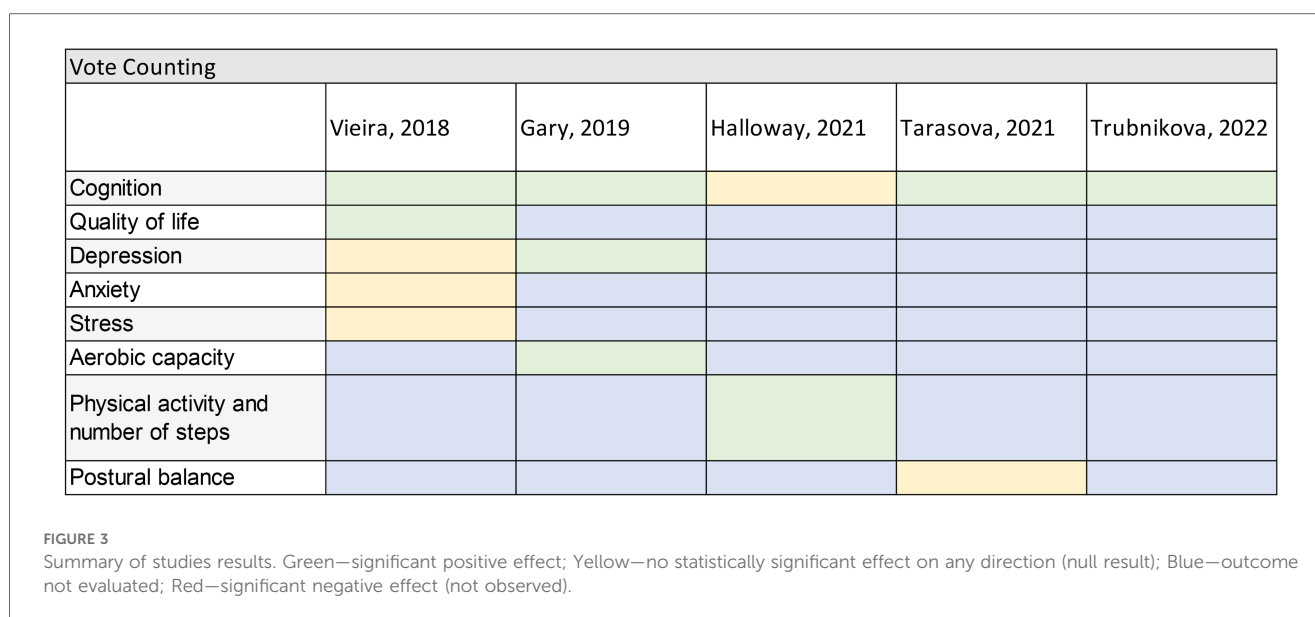 Vote Counting
Vieira, 2018 Gary, 2019 Halloway, 2021 Tarasova, 2021 Trubnikova, 2022
Cognition
Quality of life
Depression
Anxiety
Stress
Aerobic capacity
Physical activity and
number of steps
Postural balance
FIGURE 3
Summary of studies results. Green—significant positive effect; Yellow—no statistically significant effect on any direction (null result); Blue—outcome
not evaluated; Red—significant negative effect (not observed).